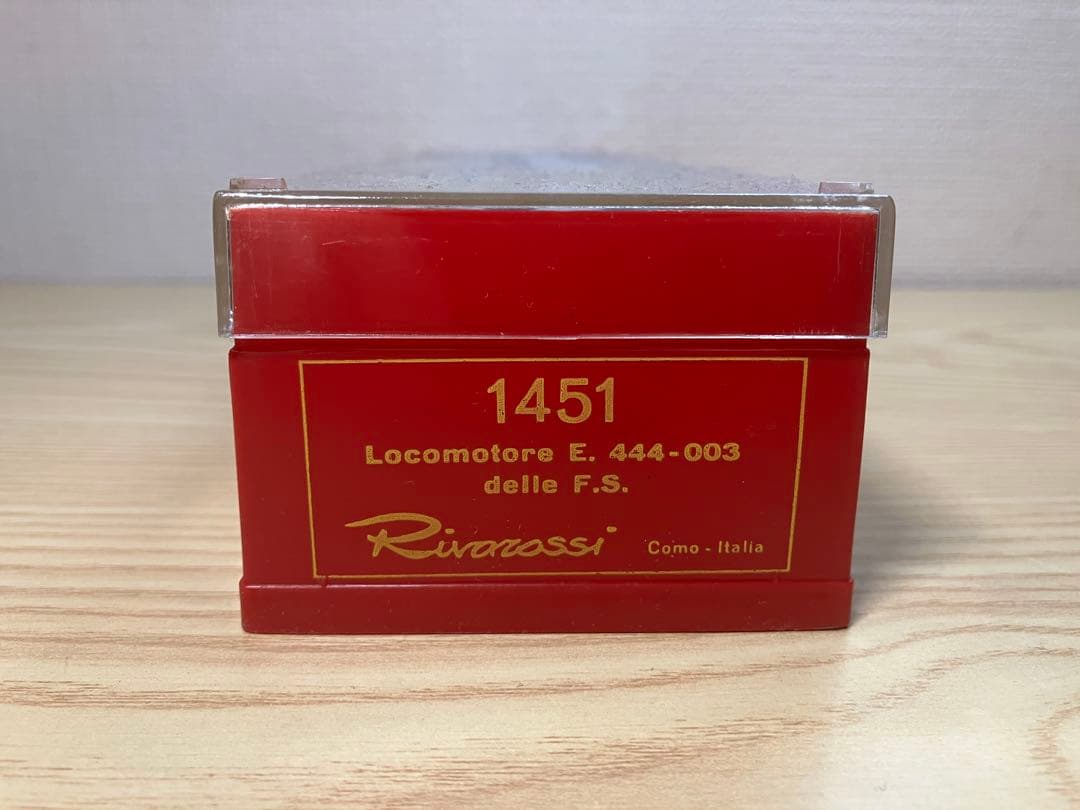 1451
Locomotore E. 444-003
delle F.S.
Rivarossi Como - Italia